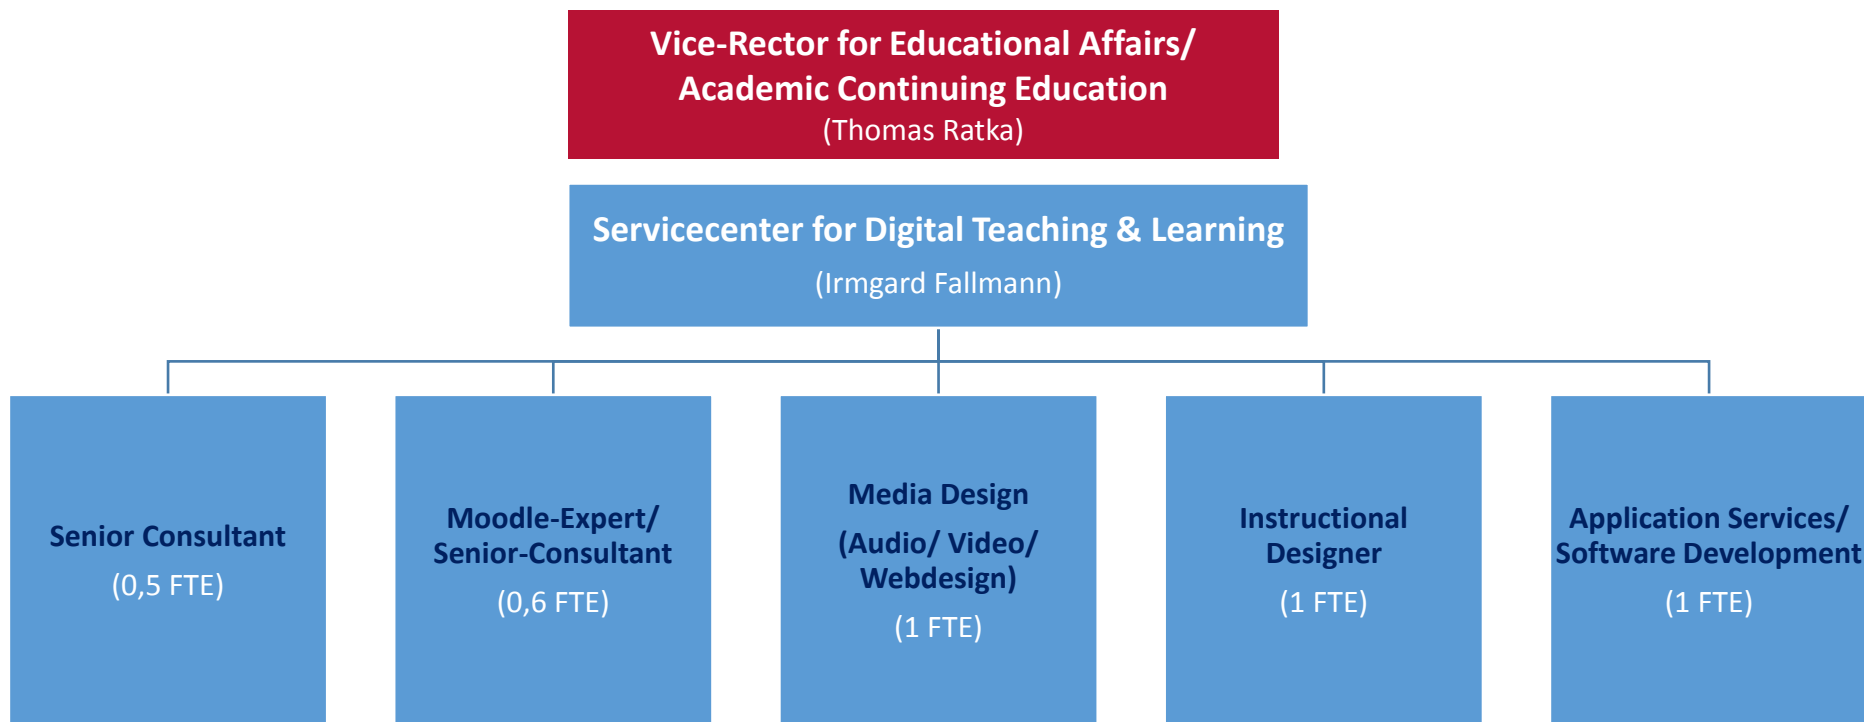 Vice-Rector for Educational Affairs/
Academic Continuing Education
(Thomas Ratka)
Servicecenter for Digital Teaching & Learning
(Irmgard Fallmann)
Senior Consultant
(0,5 FTE)
Moodle-Expert/
Senior-Consultant
(0,6 FTE)
Media Design
(Audio/ Video/
Webdesign)
(1 FTE)
Instructional
Designer
(1 FTE)
Application Services/
Software Development
(1 FTE)